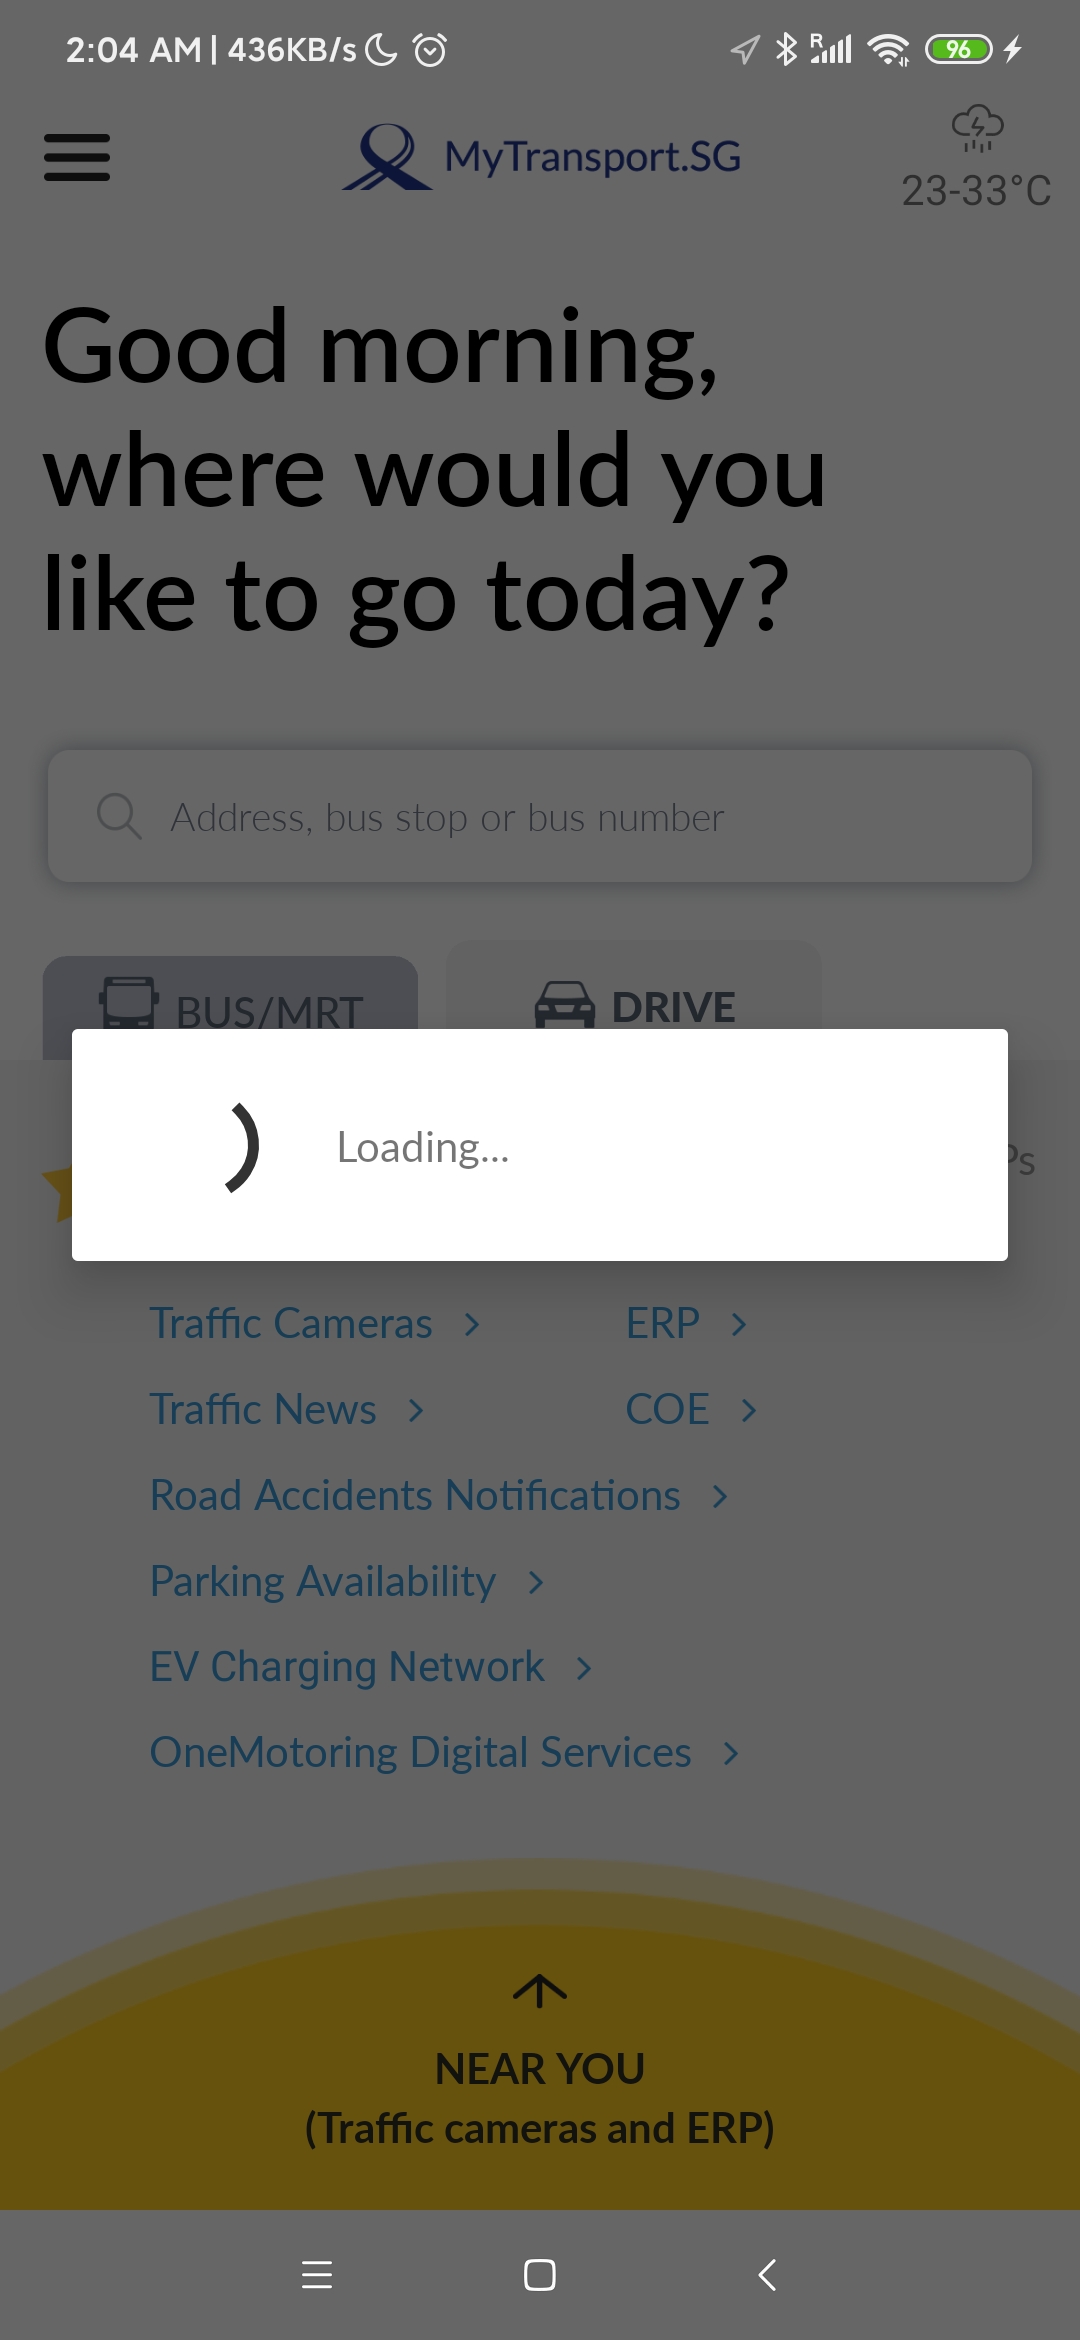 2:04 AM | 436KB/s
R
96
MyTransport.SG
23-33°C
Good morning,
where would you
like to go today?
Address, bus stop or bus number
BUS/MRT
DRIVE
Loading...
Traffic Cameras
ERP
Traffic News
COE
Road Accidents Notifications
Parking Availability
EV Charging Network
OneMotoring Digital Services
NEAR YOU
(Traffic cameras and ERP)